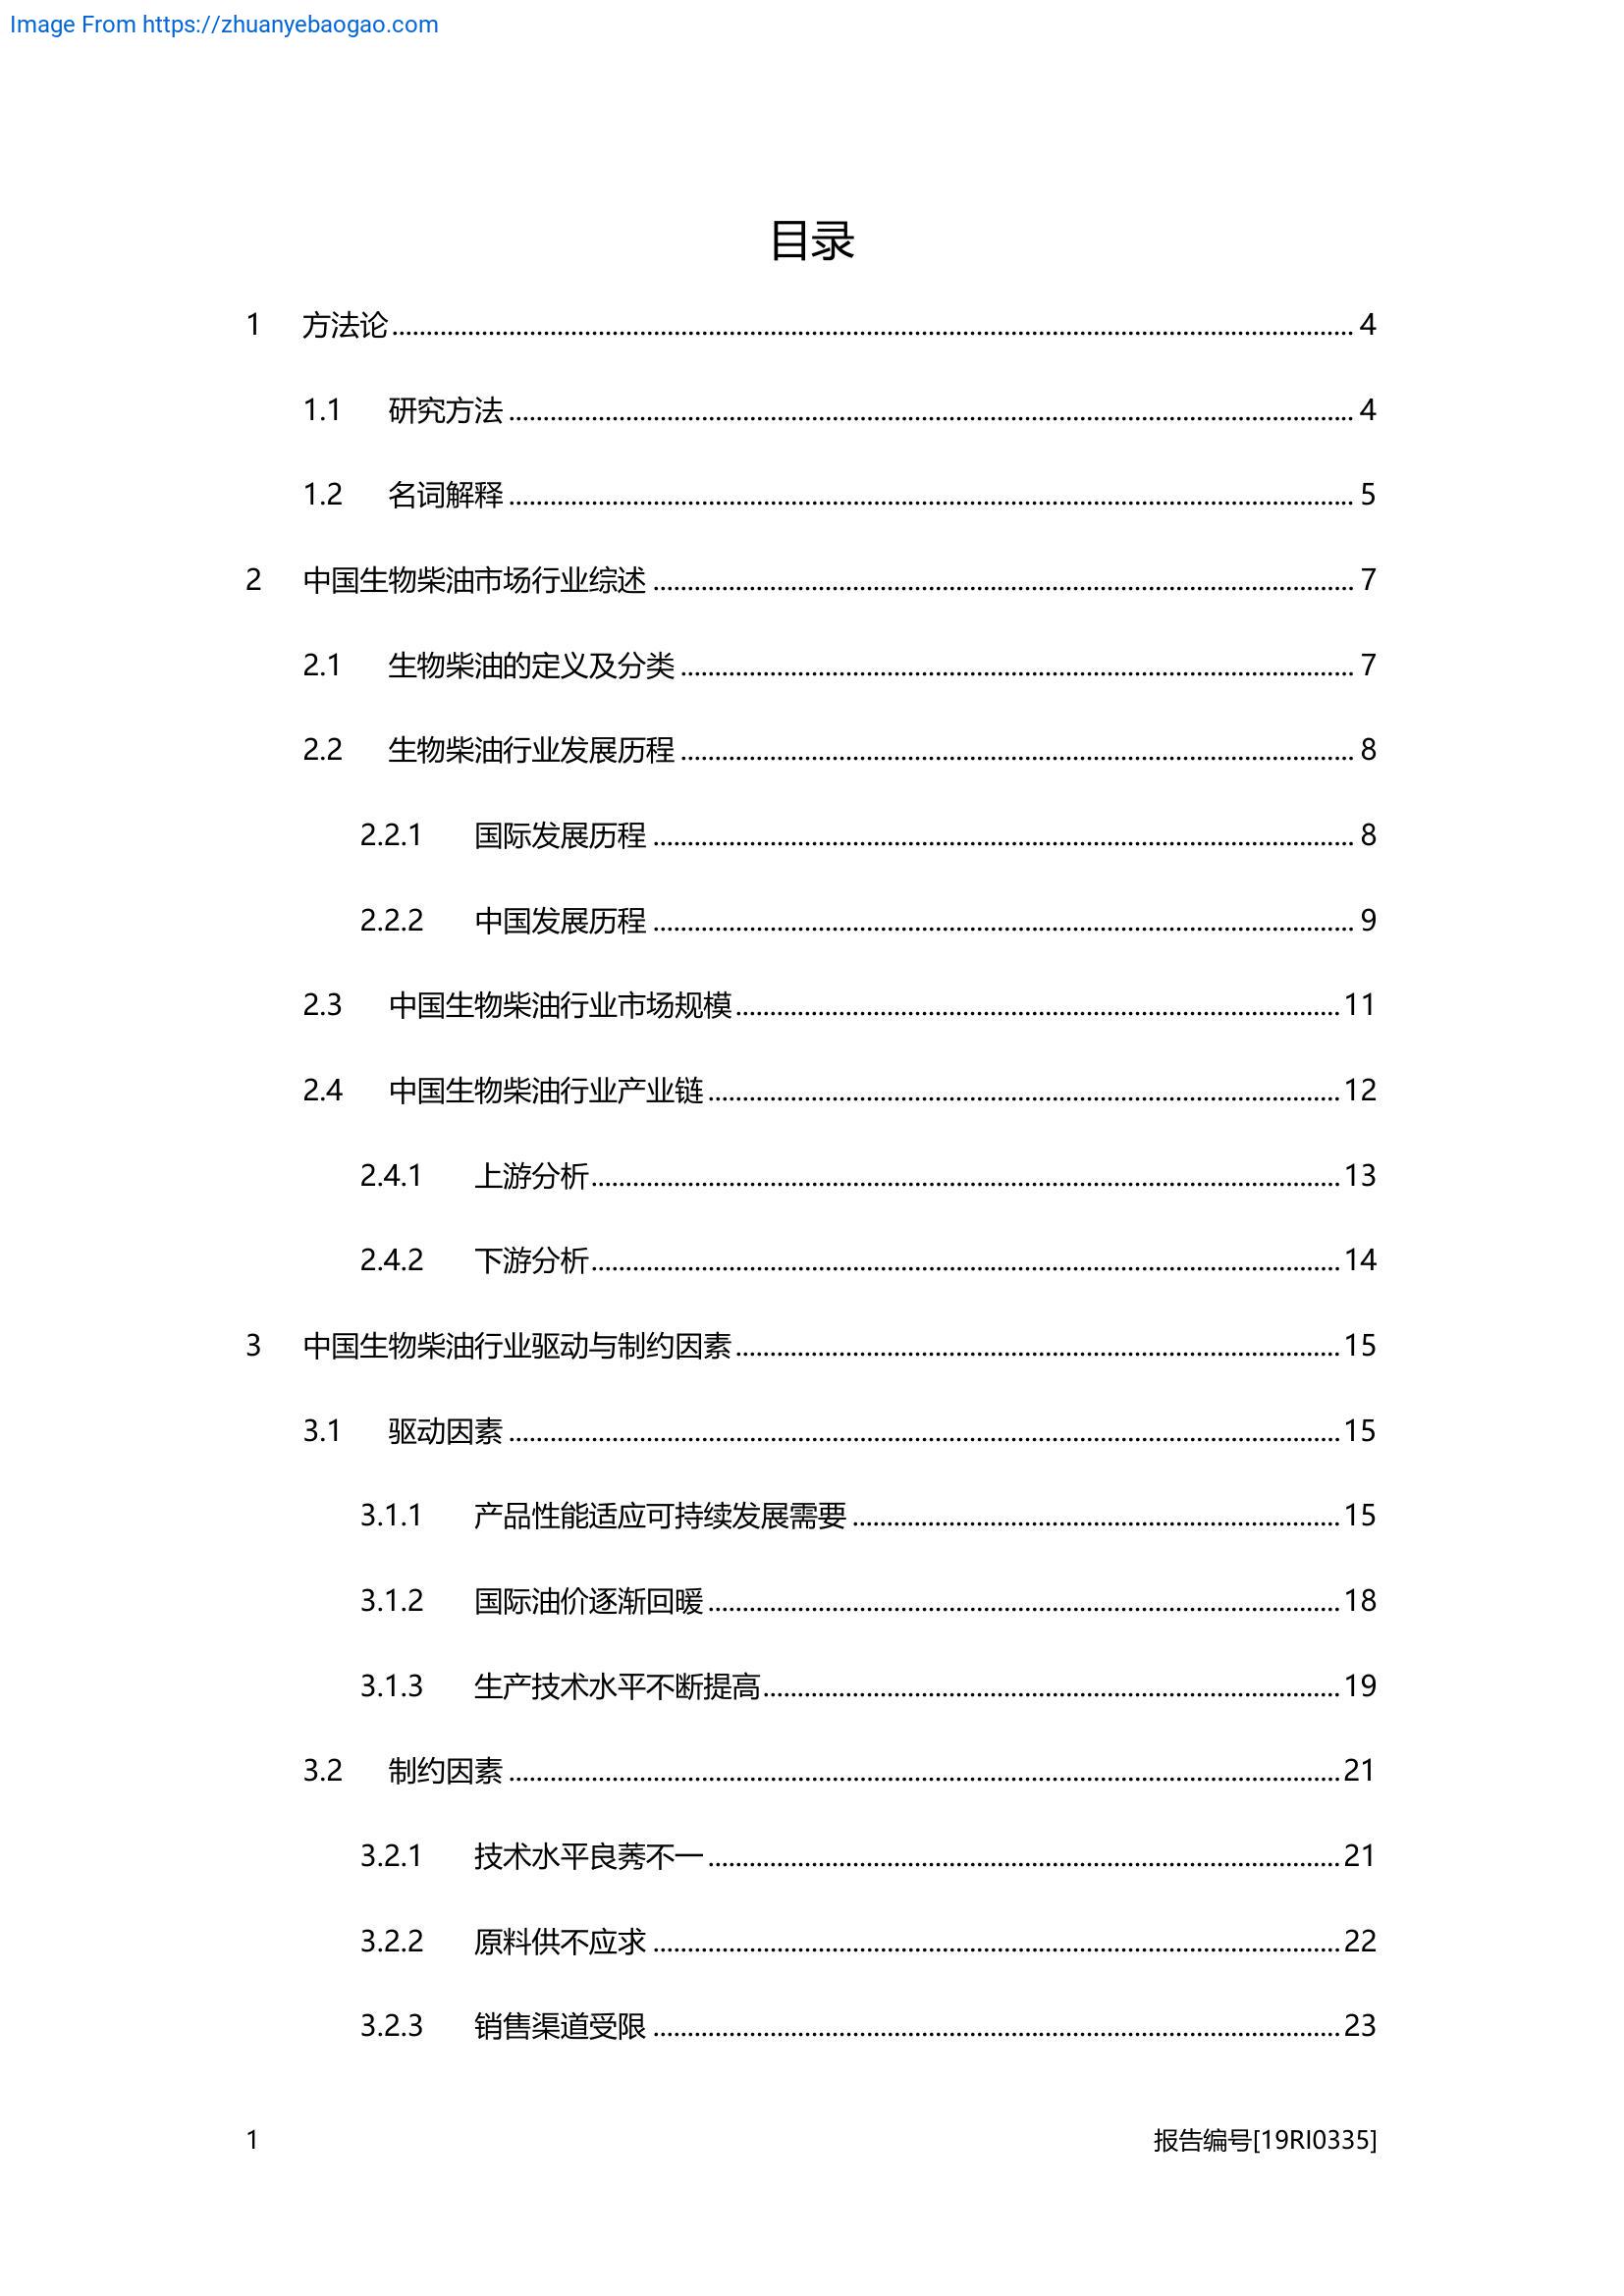 Image From https://zhuanyebaogao.com
目录
1 方法论 4
1.1 研究方法 4
1.2 名词解释 5
2 中国生物柴油市场行业综述 7
2.1 生物柴油的定义及分类 7
2.2 生物柴油行业发展历程 8
2.2.1 国际发展历程 8
2.2.2 中国发展历程 9
2.3 中国生物柴油行业市场规模 11
2.4 中国生物柴油行业产业链 12
2.4.1 上游分析 13
2.4.2 下游分析 14
3 中国生物柴油行业驱动与制约因素 15
3.1 驱动因素 15
3.1.1 产品性能适应可持续发展需要 15
3.1.2 国际油价逐渐回暖 18
3.1.3 生产技术水平不断提高 19
3.2 制约因素 21
3.2.1 技术水平良莠不一 21
3.2.2 原料供不应求 22
3.2.3 销售渠道受限 23
1 报告编号[19RI0335]